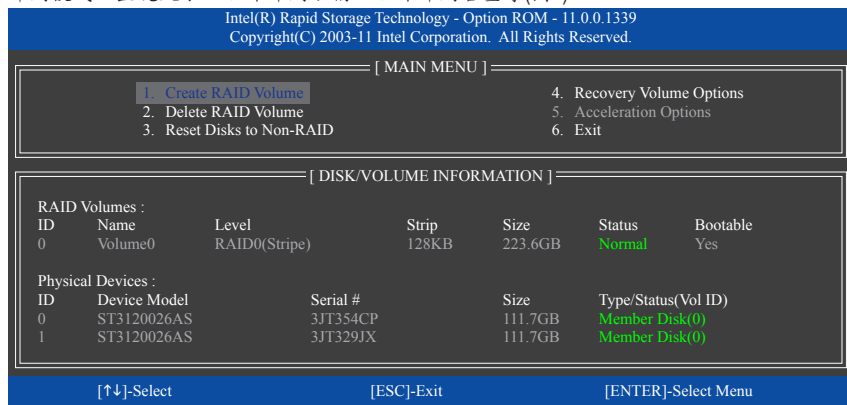 Intel(R) Rapid Storage Technology - Option ROM - 11.0.0.1339
Copyright(C) 2003-11 Intel Corporation. All Rights Reserved.
[ MAIN MENU ]
1. Create RAID Volume
2. Delete RAID Volume
3. Reset Disks to Non-RAID
4. Recovery Volume Options
5. Acceleration Options
6. Exit
[ DISK/VOLUME INFORMATION ]
RAID Volumes :
ID Name Level Strip Size Status Bootable
0 Volume0 RAID0(Stripe) 128KB 223.6GB Normal Yes
Physical Devices :
ID Device Model Serial # Size Type/Status(Vol ID)
0 ST3120026AS 3JT354CP 111.7GB Member Disk(0)
1 ST3120026AS 3JT329JX 111.7GB Member Disk(0)
[↑↓]-Select [ESC]-Exit [ENTER]-Select Menu